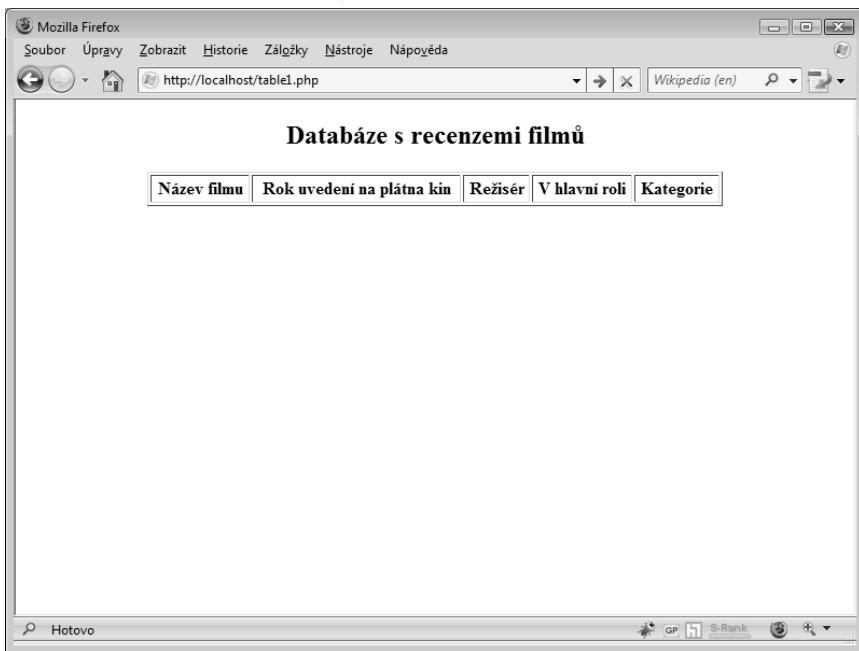 Mozilla Firefox
Soubor Úpravy Zobrazit Historie Záložky Nástroje Nápověda
http://localhost/table1.php Wikipedia (en)
Databáze s recenzemi filmů
Název filmu Rok uvedení na plátna kin Režisér V hlavní roli Kategorie
Hotovo GP S-Rank